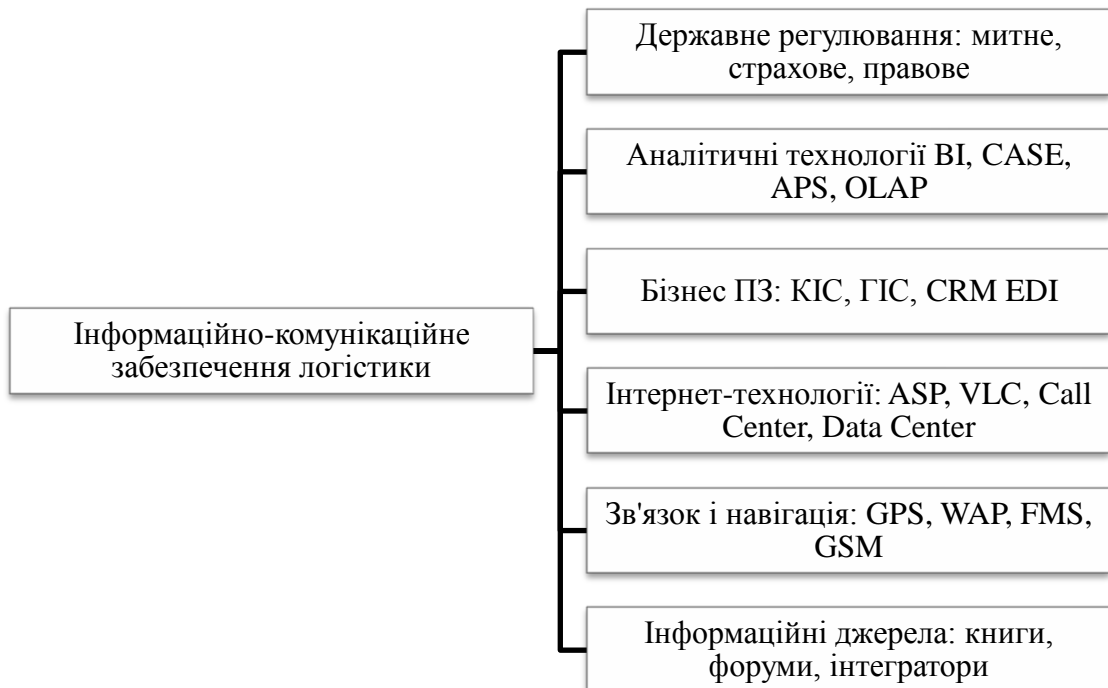 Державне регулювання: митне,
страхове, правове
Аналітичні технології BI, CASE,
APS, OLAP
Бізнес ПЗ: КІС, ГІС, CRM EDI
Інформаційно-комунікаційне
забезпечення логістики
Інтернет-технології: ASP, VLC, Call
Center, Data Center
Зв'язок і навігація: GPS, WAP, FMS,
GSM
Інформаційні джерела: книги,
форуми, інтегратори